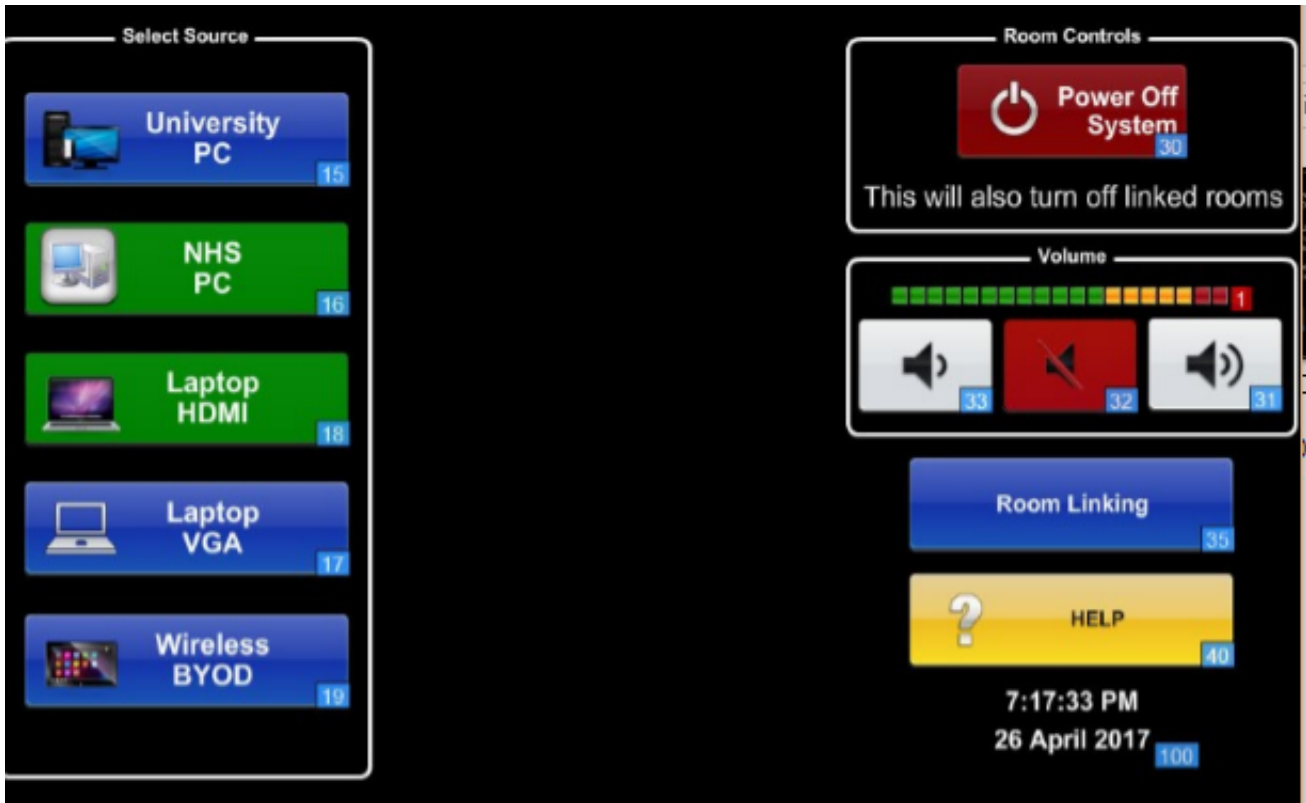 Select Source
University
PC
15
NHS
PC
16
Laptop
HDMI
18
Laptop
VGA
17
Wireless
BYOD
19
Room Controls
Power Off
System
30
This will also turn off linked rooms
Volume
1
33
32
31
Room Linking
35
HELP
40
7:17:33 PM
26 April 2017
100